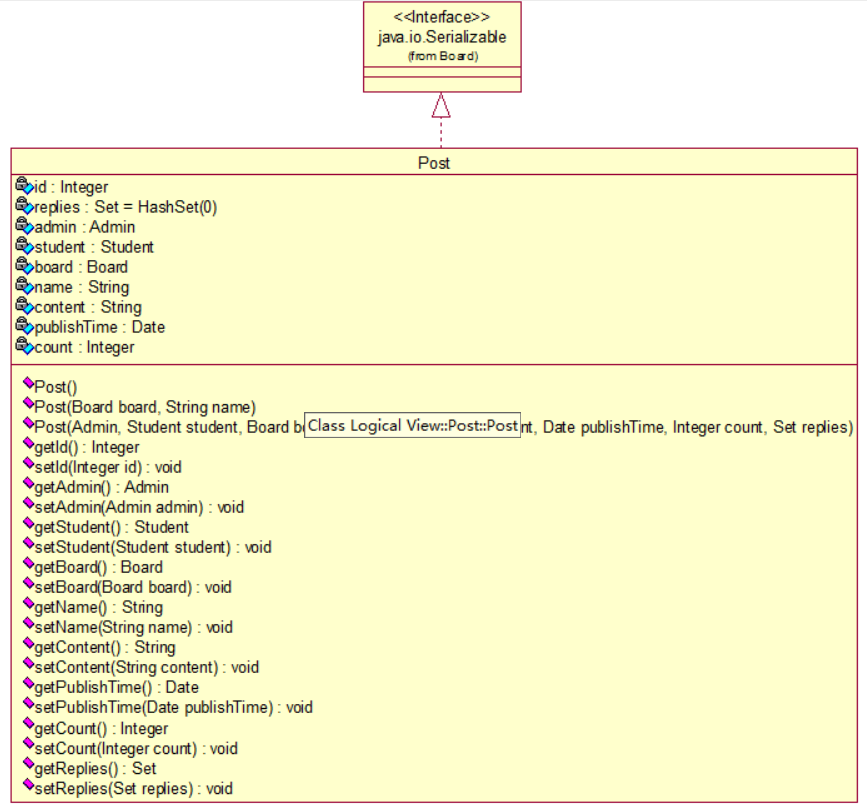 <<Interface>>
java.io.Serializable
(from Board)
Post
id : Integer
replies : Set = HashSet(0)
admin : Admin
student : Student
board : Board
name : String
content : String
publishTime : Date
count : Integer
Post()
Post(Board board, String name)
Post(Admin, Student student, Board Class Logical View::Post::Post Date publishTime, Integer count, Set replies)
getId() : Integer
setId(Integer id) : void
getAdmin() : Admin
setAdmin(Admin admin) : void
getStudent() : Student
setStudent(Student student) : void
getBoard() : Board
setBoard(Board board) : void
getName() : String
setName(String name) : void
getContent() : String
setContent(String content) : void
getPublishTime() : Date
setPublishTime(Date publishTime) : void
getCount() : Integer
setCount(Integer count) : void
getReplies() : Set
setReplies(Set replies) : void